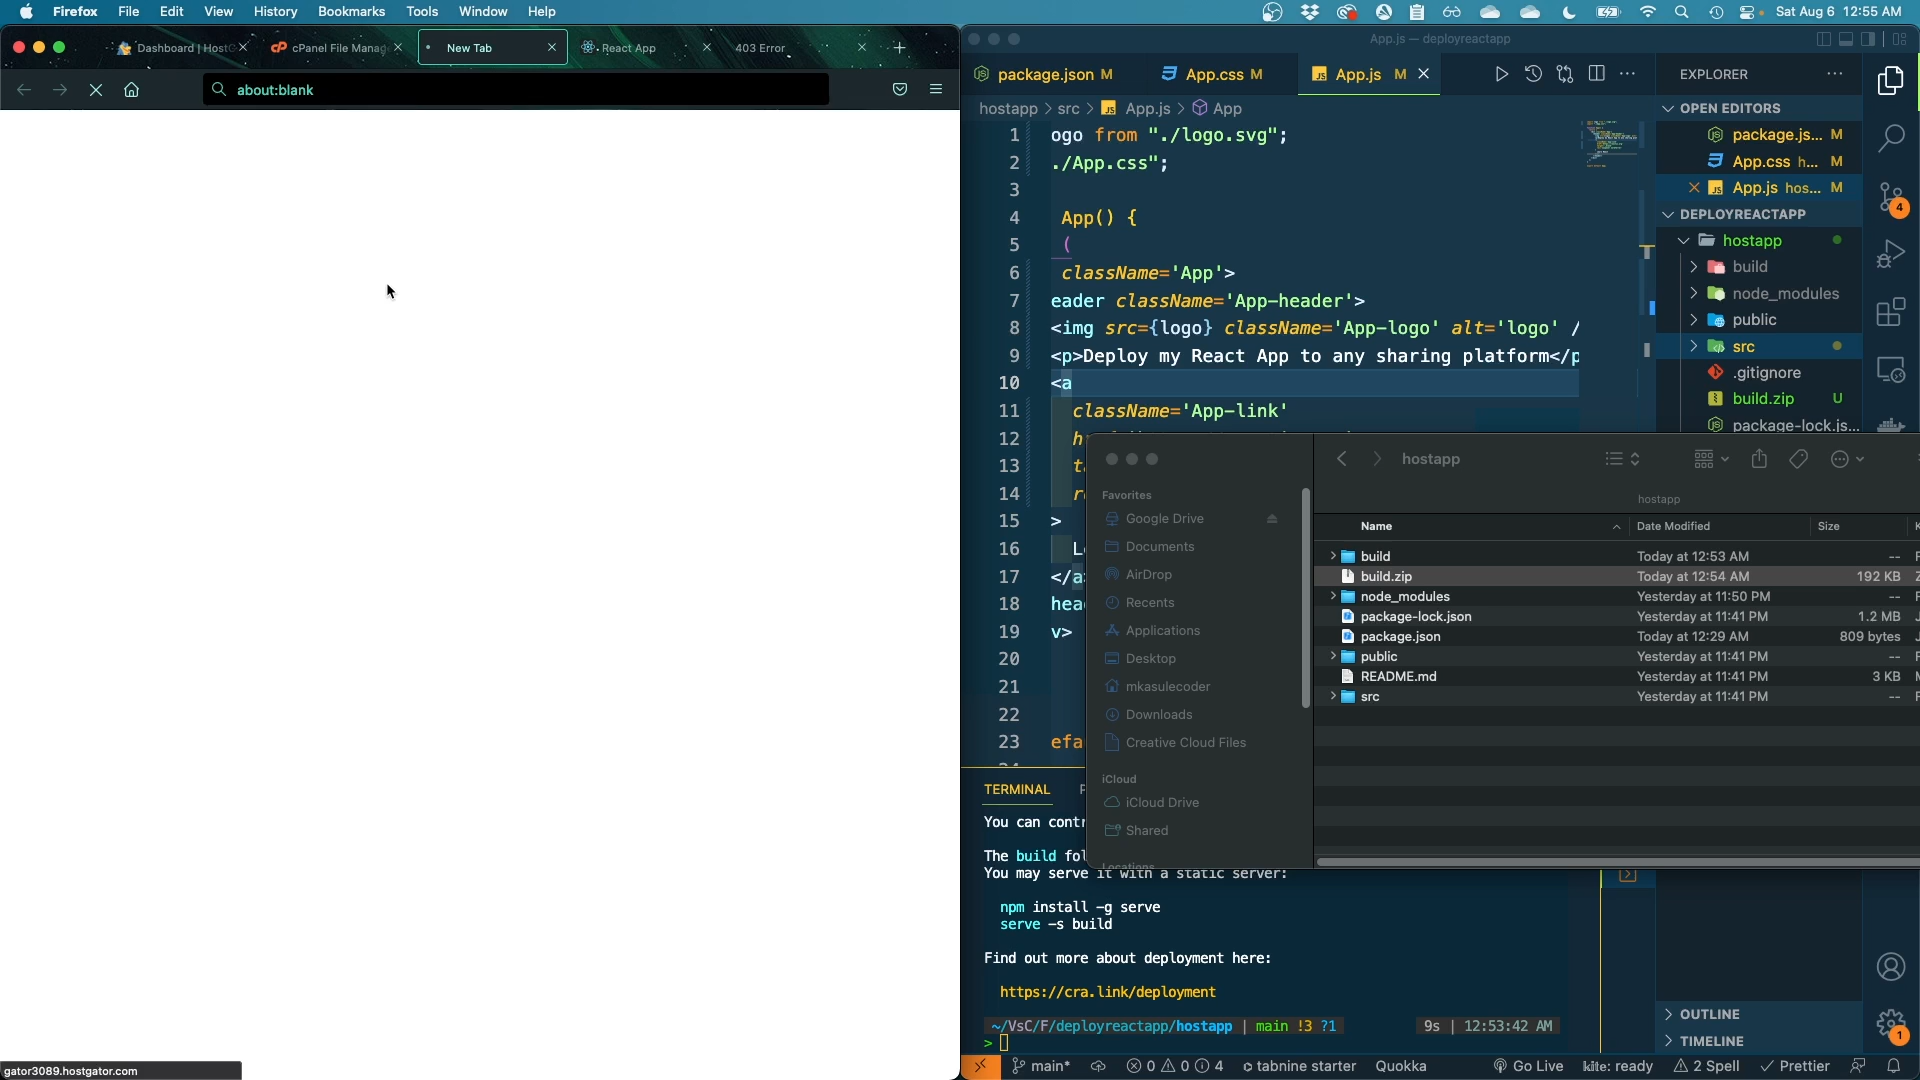 Firefox File Edit View History Bookmarks Tools Window Help
Sat Aug 6 12:55 AM
Dashboard | HostG
cPanel File Manag
New Tab
React App
403 Error
about:blank
gator3089.hostgator.com
App.js — deployreactapp
package.json M
App.css M
App.js M
hostapp > src > App.js > App
1 ogo from "./logo.svg";
2 ./App.css";
3
4 App() {
5 (
6 className='App'>
7 eader className='App-header'>
8 <img src={logo} className='App-logo' alt='logo' /
9 <p>Deploy my React App to any sharing platform</p
10 <a
11 className='App-link'
12 h
13 t
14 r
15 >
16 L
17 </a
18 hea
19 v>
20
21
22
23 efa
24
EXPLORER
OPEN EDITORS
package.js... M
App.css h... M
App.js hos... M
DEPLOYREACTAPP
hostapp
build
node_modules
public
src
.gitignore
build.zip U
package-lock.js...
4
hostapp
hostapp
Favorites
Google Drive
Documents
AirDrop
Recents
Applications
Desktop
mkasulecoder
Downloads
Creative Cloud Files
iCloud
iCloud Drive
Shared
Locations
Name Date Modified Size K
build Today at 12:53 AM -- F
build.zip Today at 12:54 AM 192 KB Z
node_modules Yesterday at 11:50 PM -- F
package-lock.json Yesterday at 11:41 PM 1.2 MB J
package.json Today at 12:29 AM 809 bytes J
public Yesterday at 11:41 PM -- F
README.md Yesterday at 11:41 PM 3 KB M
src Yesterday at 11:41 PM -- F
TERMINAL P
You can contr
The build fol
You may serve it with a static server:
npm install -g serve
serve -s build
Find out more about deployment here:
https://cra.link/deployment
~/VsC/F/deployreactapp/hostapp | main !3 ?1
9s | 12:53:42 AM
>
OUTLINE
TIMELINE
1
main* 0 0 4 tabnine starter Quokka Go Live kite: ready 2 Spell Prettier